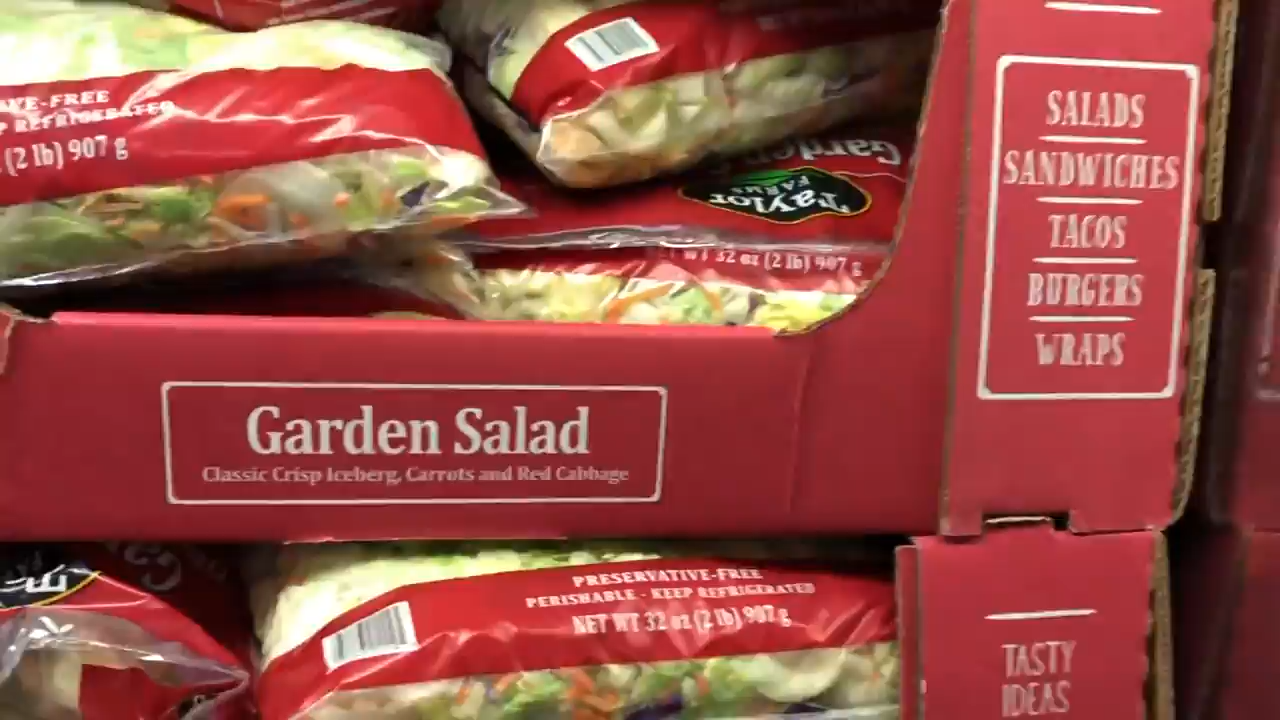 VE-FREE
P REFRIGERATED
(2 lb) 907 g
Garden
Taylor
FARMS
WT 32 oz (2 lb) 907 g
SALADS
SANDWICHES
TACOS
BURGERS
WRAPS
Garden Salad
Classic Crisp Iceberg, Carrots and Red Cabbage
PRESERVATIVE-FREE
PERISHABLE - KEEP REFRIGERATED
NET WT 32 oz (2 lb) 907 g
TASTY
IDEAS